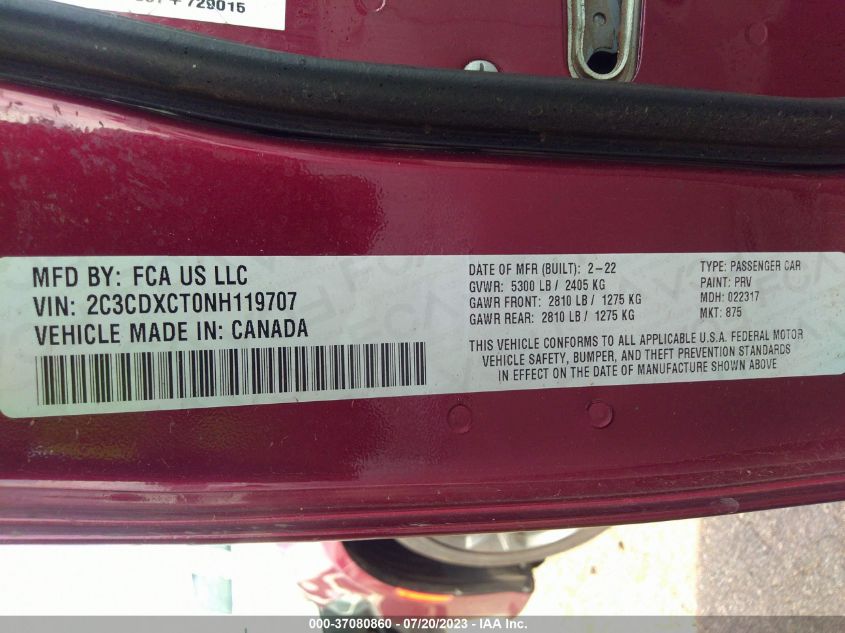 729015
MFD BY: FCA US LLC
VIN: 2C3CDXCT0NH119707
VEHICLE MADE IN: CANADA
DATE OF MFR (BUILT): 2-22
GVWR: 5300 LB / 2405 KG
GAWR FRONT: 2810 LB / 1275 KG
GAWR REAR: 2810 LB / 1275 KG
TYPE: PASSENGER CAR
PAINT: PRV
MDH: 022317
MKT: 875
THIS VEHICLE CONFORMS TO ALL APPLICABLE U.S.A. FEDERAL MOTOR
VEHICLE SAFETY, BUMPER, AND THEFT PREVENTION STANDARDS
IN EFFECT ON THE DATE OF MANUFACTURE SHOWN ABOVE
000-37080860 - 07/20/2023 - IAA Inc.